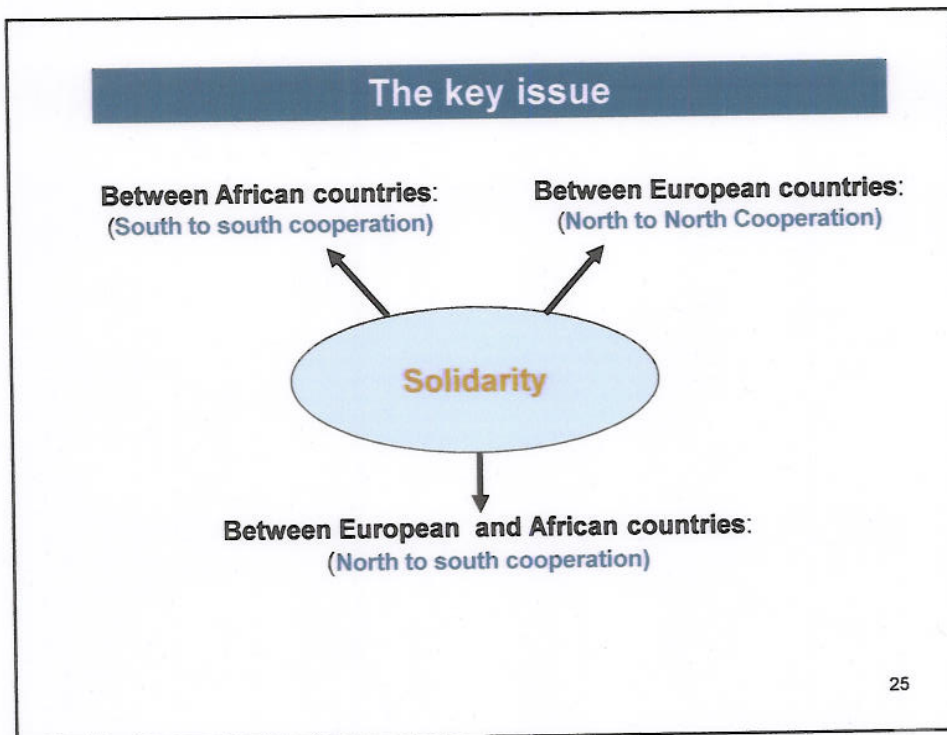 The key issue
Between African countries:
(South to south cooperation)
Between European countries:
(North to North Cooperation)
Solidarity
Between European and African countries:
(North to south cooperation)
25